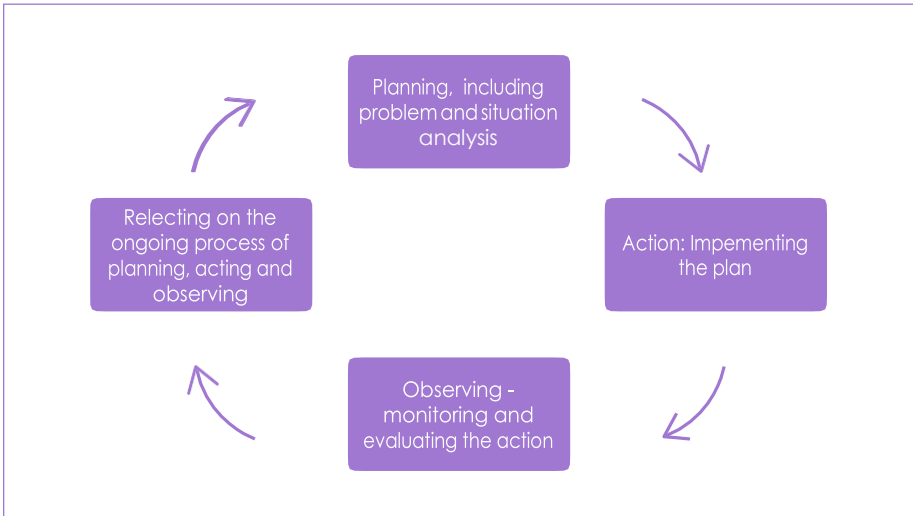 Planning, including
problem and situation
analysis
Relecting on the
ongoing process of
planning, acting and
observing
Action: Impementing
the plan
Observing -
monitoring and
evaluating the action